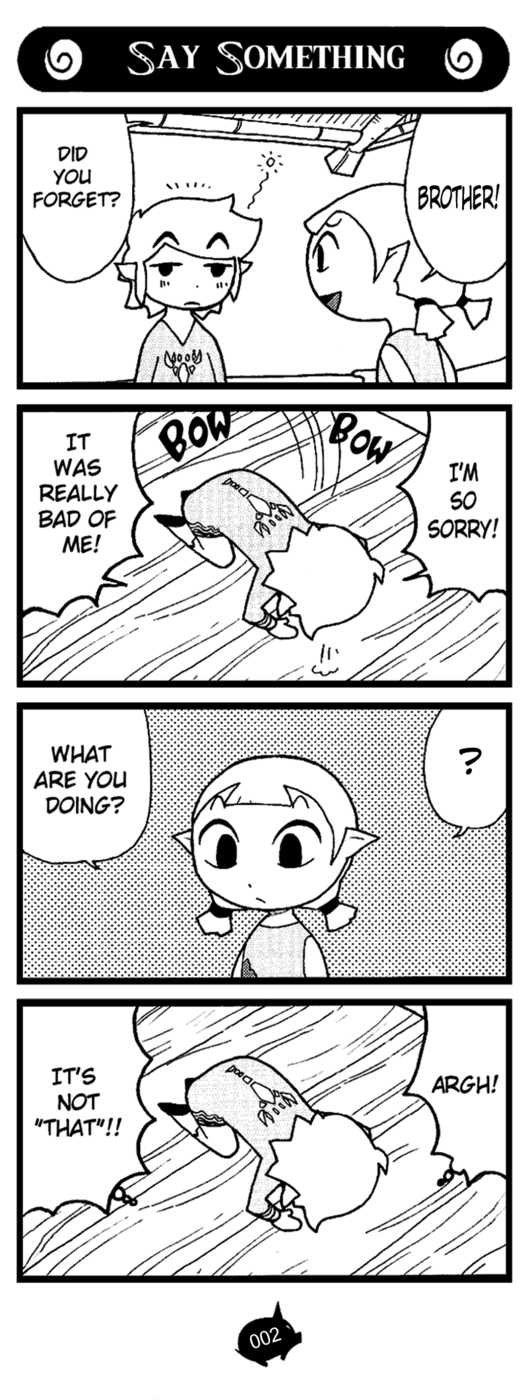 SAY SOMETHING
BROTHER!
DID
YOU
FORGET?
I'M
SO
SORRY!
BOW
BOW
IT
WAS
REALLY
BAD OF
ME!
?
WHAT
ARE YOU
DOING?
ARGH!
IT'S
NOT
"THAT"!!
002